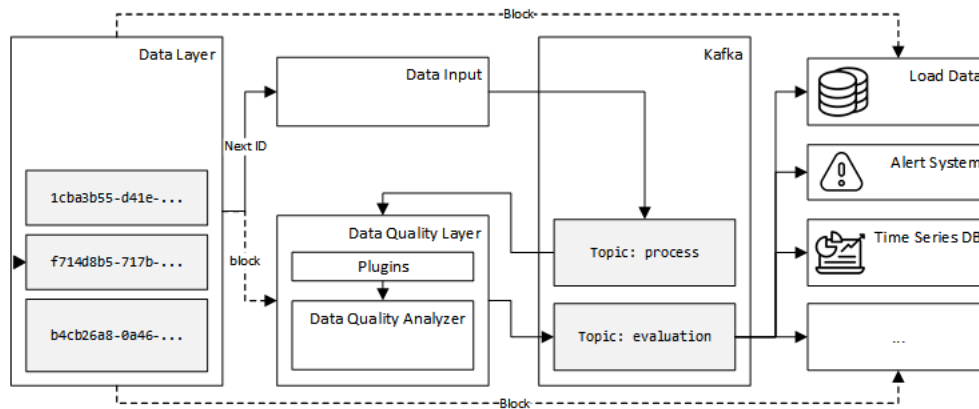 Block
Data Layer
Data Input
Kafka
Load Data
Next ID
1cba3b55-d41e-...
Alert System
block
Data Quality Layer
f714d8b5-717b-...
Plugins
Topic: process
Time Series DB
b4cb26a8-0a46-...
Data Quality Analyzer
Topic: evaluation
...
Block